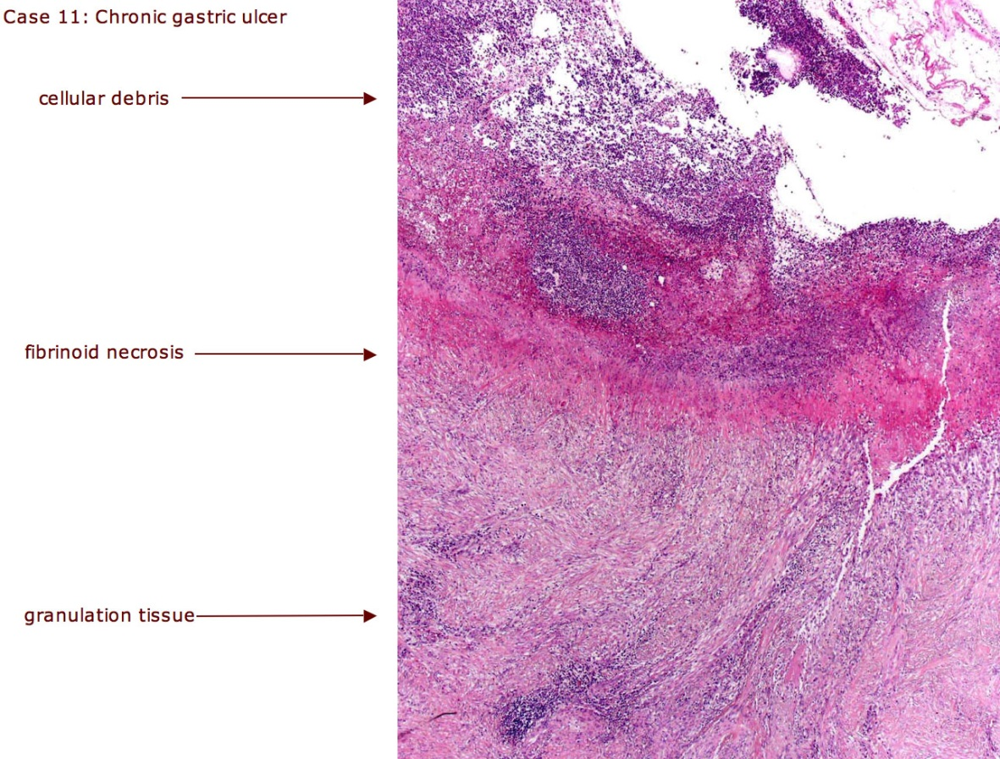 Case 11: Chronic gastric ulcer
cellular debris
fibrinoid necrosis
granulation tissue